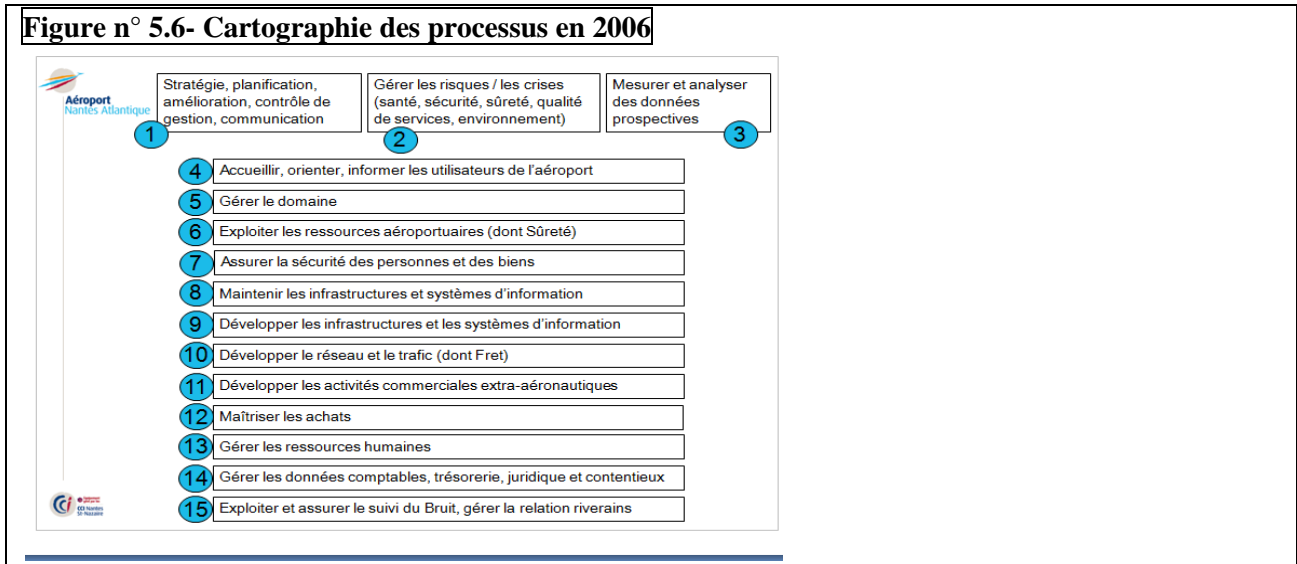 Figure n° 5.6- Cartographie des processus en 2006
Aéroport
Nantes Atlantique
Stratégie, planification,
amélioration, contrôle de
gestion, communication
1
Gérer les risques / les crises
(santé, sécurité, sûreté, qualité
de services, environnement)
2
Mesurer et analyser
des données
prospectives
3
4 Accueillir, orienter, informer les utilisateurs de l'aéroport
5 Gérer le domaine
6 Exploiter les ressources aéroportuaires (dont Sûreté)
7 Assurer la sécurité des personnes et des biens
8 Maintenir les infrastructures et systèmes d'information
9 Développer les infrastructures et les systèmes d'information
10 Développer le réseau et le trafic (dont Fret)
11 Développer les activités commerciales extra-aéronautiques
12 Maîtriser les achats
13 Gérer les ressources humaines
14 Gérer les données comptables, trésorerie, juridique et contentieux
15 Exploiter et assurer le suivi du Bruit, gérer la relation riverains
CCI Nantes
St-Nazaire